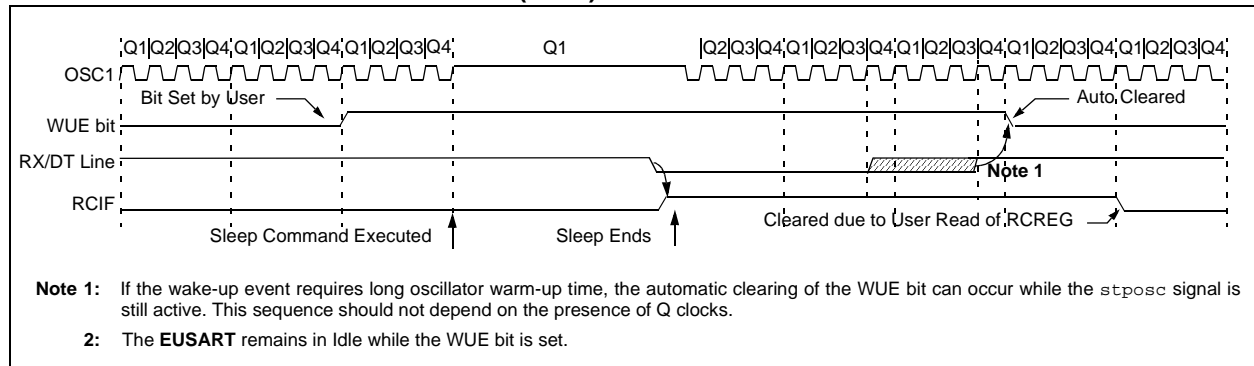 Q1 Q2 Q3 Q4 Q1 Q2 Q3 Q4 Q1 Q2 Q3 Q4 Q1 Q2 Q3 Q4 Q1 Q2 Q3 Q4 Q1 Q2 Q3 Q4 Q1 Q2 Q3 Q4 Q1 Q2 Q3 Q4
OSC1
Bit Set by User
Auto Cleared
WUE bit
RX/DT Line
Note 1
RCIF
Cleared due to User Read of RCREG
Sleep Command Executed
Sleep Ends
Note 1: If the wake-up event requires long oscillator warm-up time, the automatic clearing of the WUE bit can occur while the stposc signal is
still active. This sequence should not depend on the presence of Q clocks.
2: The EUSART remains in Idle while the WUE bit is set.